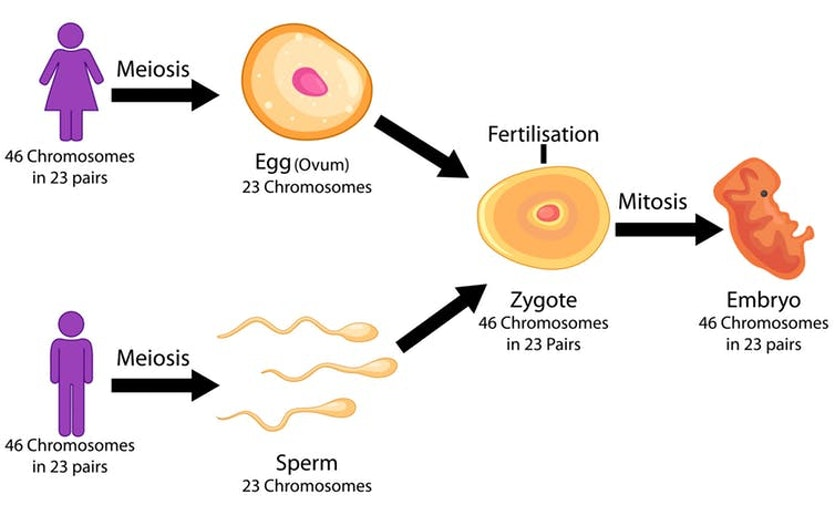 Meiosis
46 Chromosomes
in 23 pairs
Egg (Ovum)
23 Chromosomes
Fertilisation
Zygote
46 Chromosomes
in 23 Pairs
Mitosis
Embryo
46 Chromosomes
in 23 pairs
Meiosis
46 Chromosomes
in 23 pairs
Sperm
23 Chromosomes